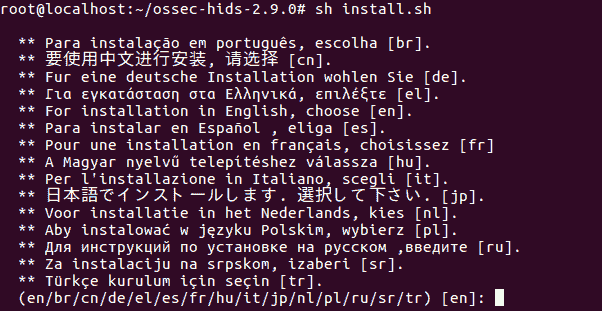 root@localhost:~/ossec-hids-2.9.0# sh install.sh
** Para instalação em português, escolha [br].
** 要使用中文进行安装, 请选择 [cn].
** Fur eine deutsche Installation wohlen Sie [de].
** Για εγκατάσταση στα Ελληνικά, επιλέξτε [el].
** For installation in English, choose [en].
** Para instalar en Español , eliga [es].
** Pour une installation en français, choisissez [fr]
** A Magyar nyelvű telepítéshez válassza [hu].
** Per l'installazione in Italiano, scegli [it].
** 日本語でインストールします. 選択して下さい. [jp].
** Voor installatie in het Nederlands, kies [nl].
** Aby instalować w języku Polskim, wybierz [pl].
** Для инструкций по установке на русском ,введите [ru].
** Za instalaciju na srpskom, izaberi [sr].
** Türkçe kurulum için seçin [tr].
(en/br/cn/de/el/es/fr/hu/it/jp/nl/pl/ru/sr/tr) [en]: